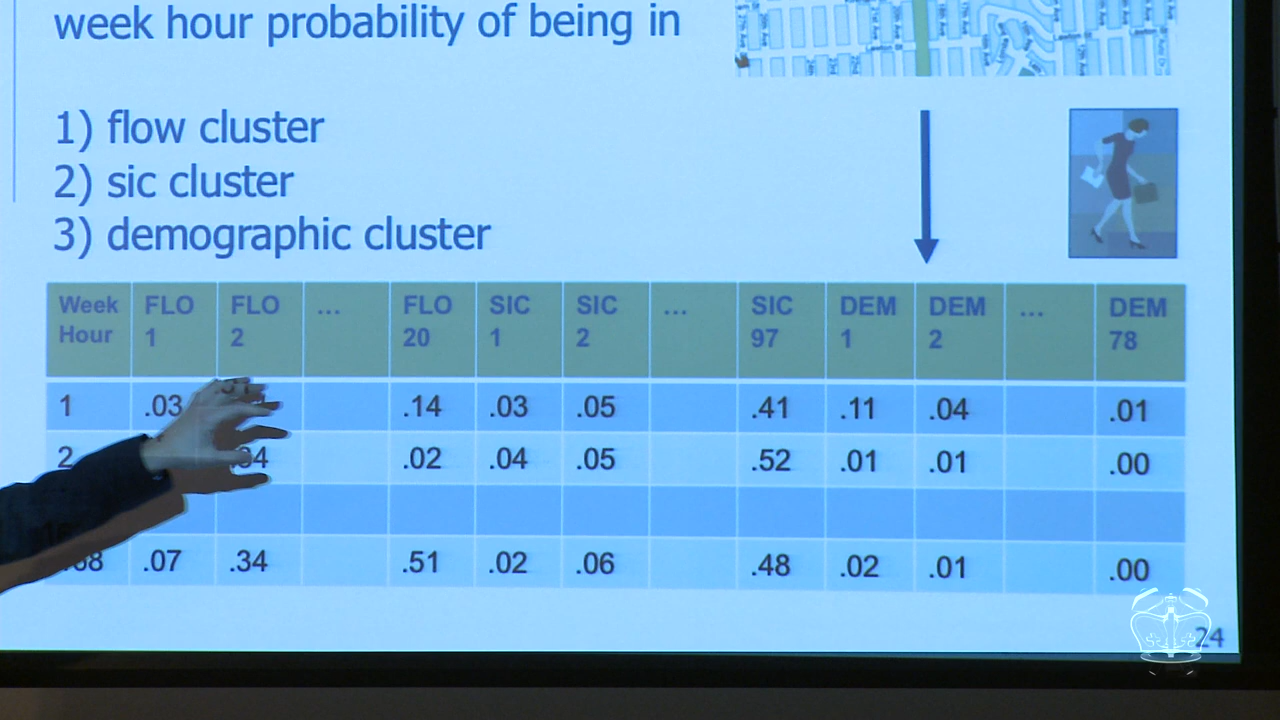 week hour probability of being in
1) flow cluster
2) sic cluster
3) demographic cluster
Week Hour FLO 1 FLO 2 ... FLO 20 SIC 1 SIC 2 ... SIC 97 DEM 1 DEM 2 ... DEM 78
1 .03 .14 .03 .05 .41 .11 .04 .01
2 .02 .04 .05 .52 .01 .01 .00
.07 .34 .51 .02 .06 .48 .02 .01 .00
24